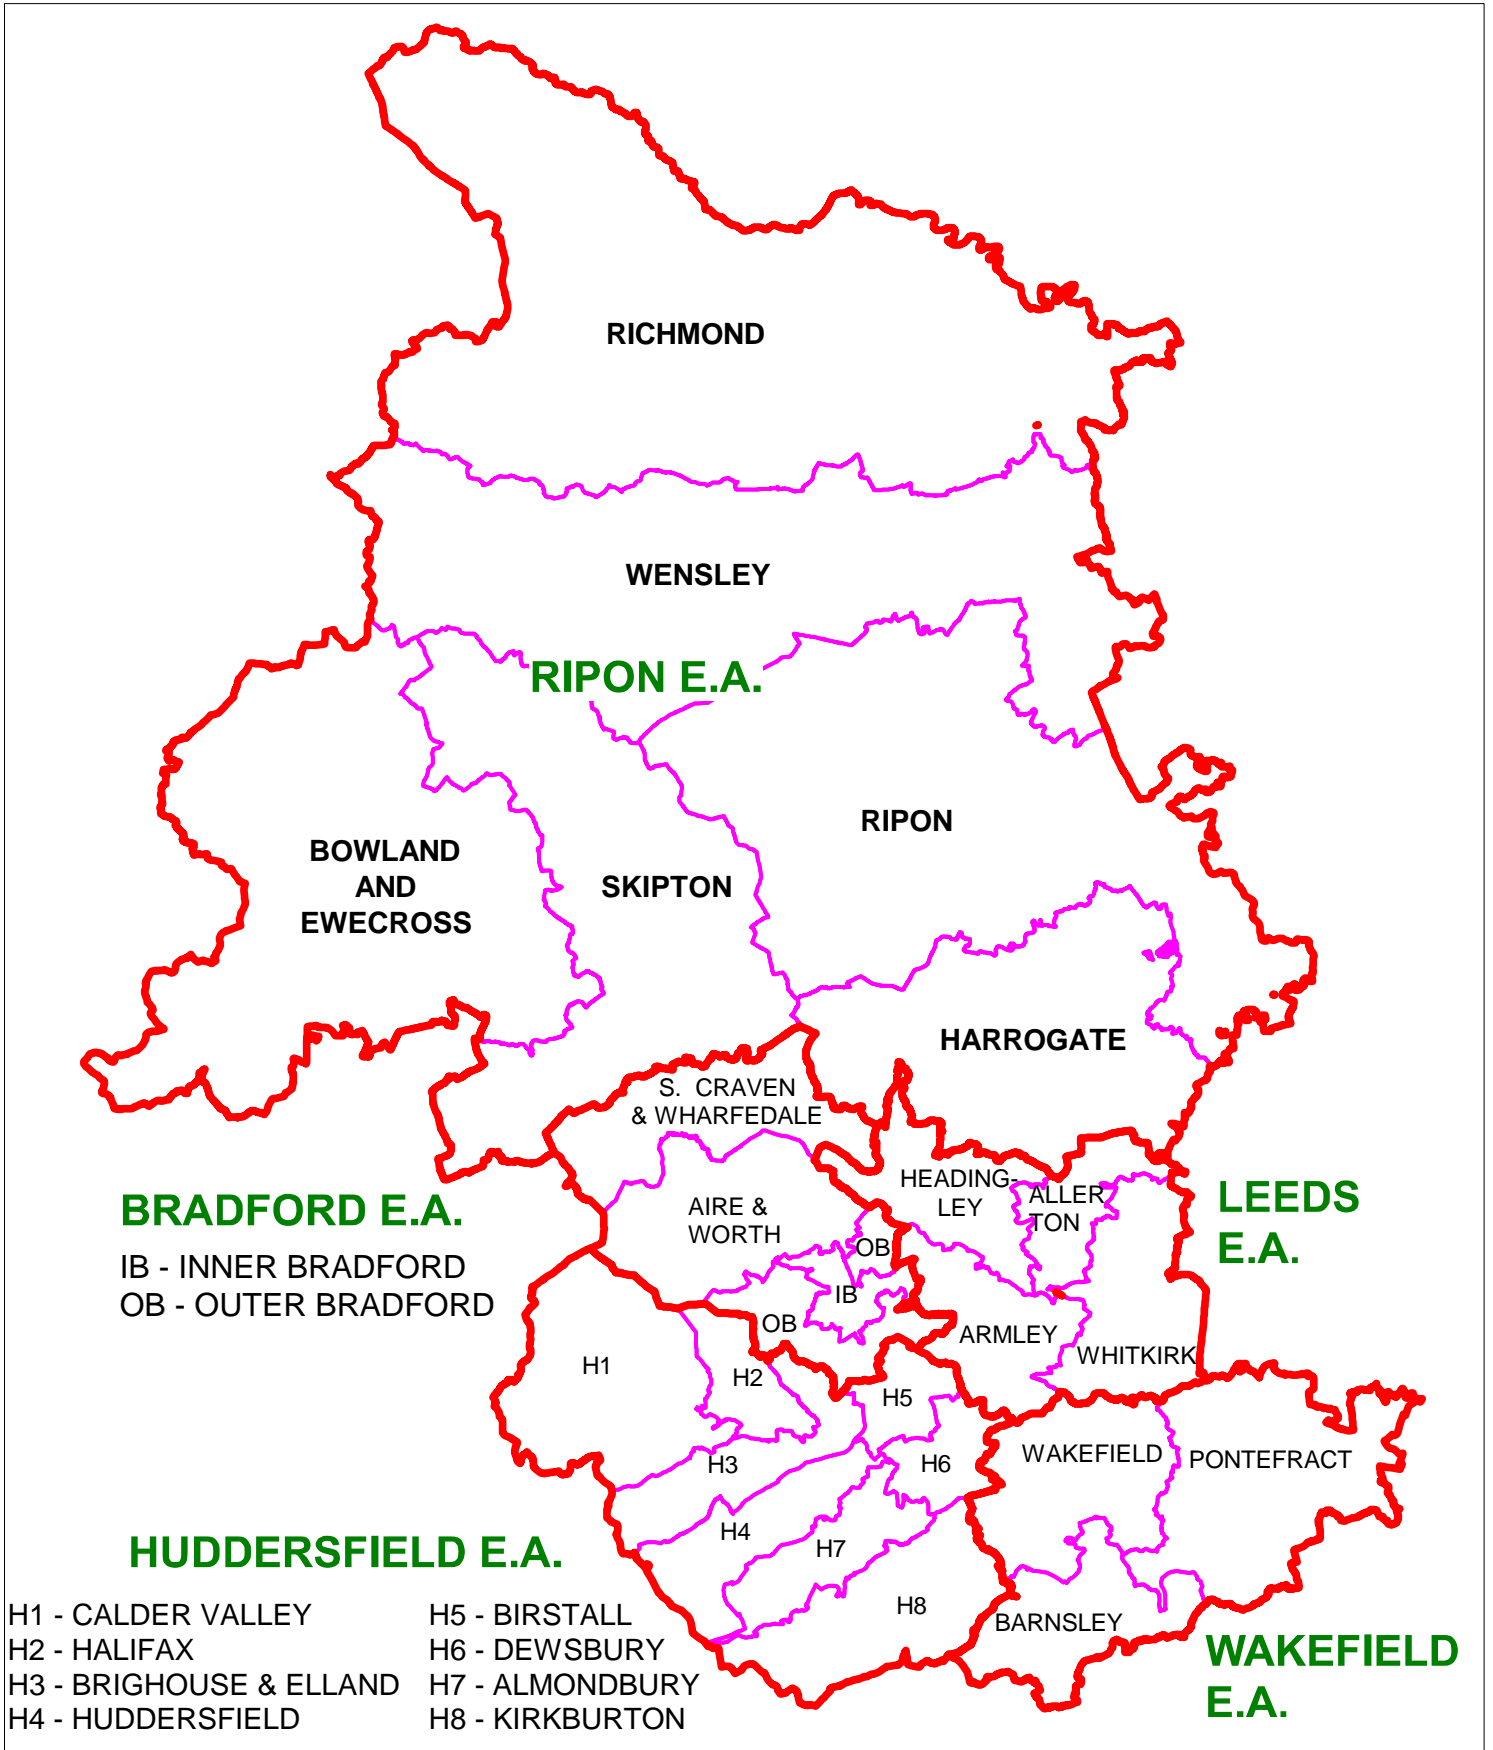 RICHMOND
WENSLEY
RIPON E.A.
RIPON
BOWLAND
AND
EWECROSS
SKIPTON
HARROGATE
S. CRAVEN
& WHARFEDALE
HEADING-
LEY
ALLER
TON
AIRE &
WORTH
BRADFORD E.A.
IB - INNER BRADFORD
OB - OUTER BRADFORD
LEEDS
E.A.
OB
IB
OB
ARMLEY
WHITKIRK
H1
H2
H5
WAKEFIELD
PONTEFRACT
H3
H6
H4
H7
H8
BARNSLEY
HUDDERSFIELD E.A.
H1 - CALDER VALLEY
H2 - HALIFAX
H3 - BRIGHOUSE & ELLAND
H4 - HUDDERSFIELD
H5 - BIRSTALL
H6 - DEWSBURY
H7 - ALMONDBURY
H8 - KIRKBURTON
WAKEFIELD
E.A.